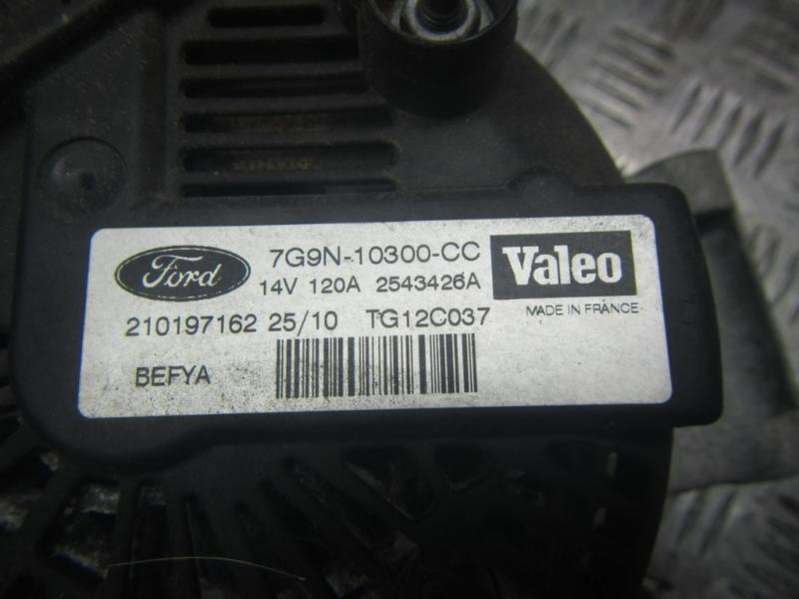 Ford 7G9N-10300-CC Valeo
14V 120A 2543426A
MADE IN FRANCE
210197162 25/10 TG12C037
BEFYA